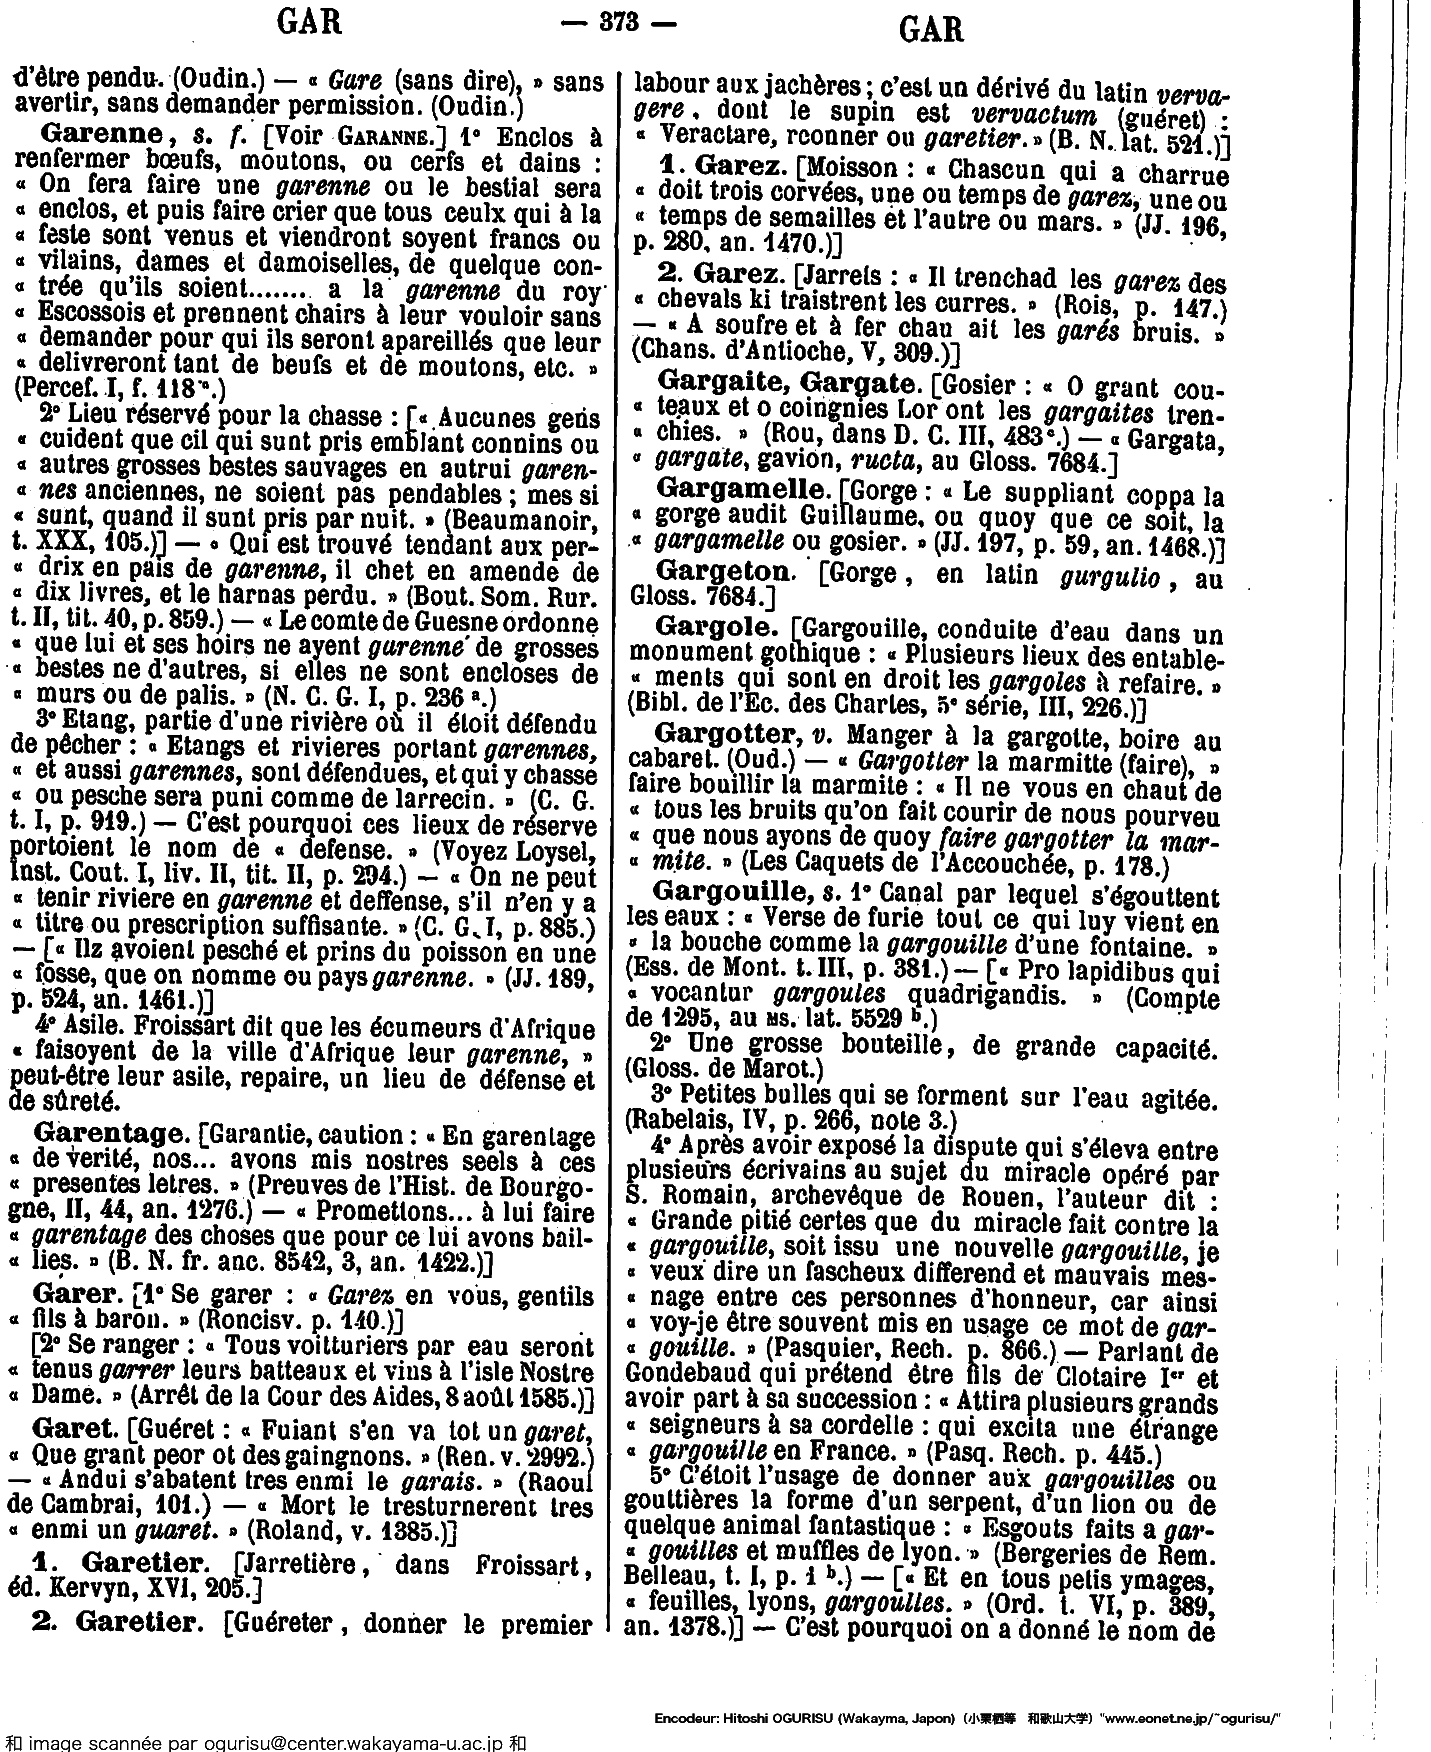 GAR
— 373 —
GAR
d'être pendu. (Oudin.) — « Gare (sans dire), » sans
avertir, sans demander permission. (Oudin.)
Garenne, s. f. [Voir GARANNE.] 1° Enclos à
renfermer bœufs, moutons, ou cerfs et dains :
« On fera faire une garenne ou le bestial sera
« enclos, et puis faire crier que tous ceulx qui à la
« feste sont venus et viendront soyent francs ou
« vilains, dames et damoiselles, de quelque con-
« trée qu'ils soient....... a la garenne du roy
« Escossois et prennent chairs à leur vouloir sans
« demander pour qui ils seront apareillés que leur
« delivreront tant de beufs et de moutons, etc. »
(Percef. I, f. 118 .)
2° Lieu réservé pour la chasse : [« Aucunes gens
« cuident que cil qui sunt pris emblant connins ou
« autres grosses bestes sauvages en autrui garen-
« nes anciennes, ne soient pas pendables ; mes si
« sunt, quand il sunt pris par nuit. » (Beaumanoir,
t. XXX, 105.)] — « Qui est trouvé tendant aux per-
« drix en païs de garenne, il chet en amende de
« dix livres, et le harnas perdu. » (Bout. Som. Rur.
t. II, tit. 40, p. 859.) — « Le comte de Guesne ordonne
« que lui et ses hoirs ne ayent garenne de grosses
« bestes ne d'autres, si elles ne sont encloses de
« murs ou de palis. » (N. C. G. I, p. 236 a.)
3° Etang, partie d'une rivière où il étoit défendu
de pêcher : « Etangs et rivieres portant garennes,
« et aussi garennes, sont défendues, et qui y chasse
« ou pesche sera puni comme de larrecin. » (C. G.
t. I, p. 919.) — C'est pourquoi ces lieux de réserve
portoient le nom de « defense. » (Voyez Loysel,
Inst. Cout. I, liv. II, tit. II, p. 294.) — « On ne peut
« tenir riviere en garenne et deffense, s'il n'en y a
« titre ou prescription suffisante. » (C. G. I, p. 885.)
— [« Ilz avoient pesché et prins du poisson en une
« fosse, que on nomme ou pays garenne. » (JJ. 189,
p. 524, an. 1461.)]
4° Asile. Froissart dit que les écumeurs d'Afrique
« faisoyent de la ville d'Afrique leur garenne, »
peut-être leur asile, repaire, un lieu de défense et
de sûreté.
Garentage. [Garantie, caution : « En garentage
« de verité, nos... avons mis nostres seels à ces
« presentes letres. » (Preuves de l'Hist. de Bourgo-
gne, II, 44, an. 1276.) — « Promettons... à lui faire
« garentage des choses que pour ce lui avons bail-
« lies. » (B. N. fr. anc. 8542, 3, an. 1422.)]
Garer. [1° Se garer : « Garez en vous, gentils
« fils à baron. » (Roncisv. p. 140.)]
[2° Se ranger : « Tous voitturiers par eau seront
« tenus garrer leurs batteaux et vins à l'isle Nostre
« Dame. » (Arrêt de la Cour des Aides, 8 août 1585.)]
Garet. [Guéret : « Fuiant s'en va tot un garet,
« Que grant peor ot des gaingnons. » (Ren. v. 2992.)
— « Andui s'abatent tres enmi le garais. » (Raoul
de Cambrai, 101.) — « Mort le tresturnerent tres
« enmi un guaret. » (Roland, v. 1385.)]
1. Garetier. [Jarretière, dans Froissart,
éd. Kervyn, XVI, 205.]
2. Garetier. [Guéreter, donner le premier
labour aux jachères ; c'est un dérivé du latin verva-
gere, dont le supin est vervactum (guéret) :
« Veractare, reonner ou garetier. » (B. N. lat. 521.)]
1. Garez. [Moisson : « Chascun qui a charrue
« doit trois corvées, une ou temps de garez, une ou
« temps de semailles et l'autre ou mars. » (JJ. 196,
p. 280, an. 1470.)]
2. Garez. [Jarrets : « Il trenchad les garez des
« chevals ki traistrent les curres. » (Rois, p. 147.)
— « A soufre et à fer chau ait les garés bruis. »
(Chans. d'Antioche, V, 309.)]
Gargaite, Gargate. [Gosier : « O grant cou-
« teaux et o coingnies Lor ont les gargaites tren-
« chies. » (Rou, dans D. C. III, 483 a.) — « Gargata,
« gargate, gavion, ructa, au Gloss. 7684.]
Gargamelle. [Gorge : « Le suppliant coppa la
« gorge audit Guillaume, ou quoy que ce soit, la
« gargamelle ou gosier. » (JJ. 197, p. 59, an. 1468.)]
Gargeton. [Gorge, en latin gurgulio, au
Gloss. 7684.]
Gargole. [Gargouille, conduite d'eau dans un
monument gothique : « Plusieurs lieux des entable-
« ments qui sont en droit les gargoles à refaire. »
(Bibl. de l'Ec. des Chartes, 5e série, III, 226.)]
Gargotter, v. Manger à la gargotte, boire au
cabaret. (Oud.) — « Gargotter la marmitte (faire), »
faire bouillir la marmite : « Il ne vous en chaut de
« tous les bruits qu'on fait courir de nous pourveu
« que nous ayons de quoy faire gargotter la mar-
« mite. » (Les Caquets de l'Accouchée, p. 178.)
Gargouille, s. 1° Canal par lequel s'égouttent
les eaux : « Verse de furie tout ce qui luy vient en
« la bouche comme la gargouille d'une fontaine. »
(Ess. de Mont. t. III, p. 381.) — [« Pro lapidibus qui
« vocantur gargoules quadrigandis. » (Compte
de 1295, au ms. lat. 5529 b.)
2° Une grosse bouteille, de grande capacité.
(Gloss. de Marot.)
3° Petites bulles qui se forment sur l'eau agitée.
(Rabelais, IV, p. 266, note 3.)
4° Après avoir exposé la dispute qui s'éleva entre
plusieurs écrivains au sujet du miracle opéré par
S. Romain, archevêque de Rouen, l'auteur dit :
« Grande pitié certes que du miracle fait contre la
« gargouille, soit issu une nouvelle gargouille, je
« veux dire un fascheux differend et mauvais mes-
« nage entre ces personnes d'honneur, car ainsi
« voy-je être souvent mis en usage ce mot de gar-
« gouille. » (Pasquier, Rech. p. 866.) — Parlant de
Gondebaud qui prétend être fils de Clotaire Ier et
avoir part à sa succession : « Attira plusieurs grands
« seigneurs à sa cordelle : qui excita une étrange
« gargouille en France. » (Pasq. Rech. p. 445.)
5° C'étoit l'usage de donner aux gargouilles ou
gouttières la forme d'un serpent, d'un lion ou de
quelque animal fantastique : « Esgouts faits a gar-
« gouilles et muffles de lyon. » (Bergeries de Rem.
Belleau, t. I, p. 1 b.) — [« Et en tous petis ymages,
« feuilles, lyons, gargoulles. » (Ord. t. VI, p. 389,
an. 1378.)] — C'est pourquoi on a donné le nom de
Encodeur: Hitoshi OGURISU (Wakayma, Japon) (小栗栖等 和歌山大学) "www.eonet.ne.jp/~ogurisu/"
和 image scannée par ogurisu@center.wakayama-u.ac.jp 和